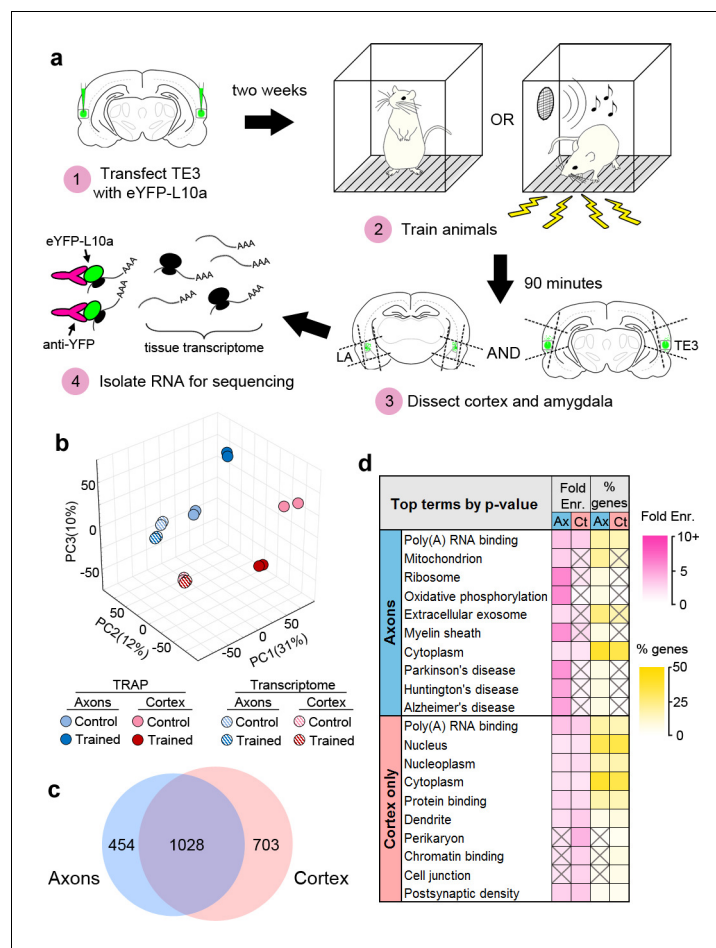 a
two weeks
OR
1 Transfect TE3
with eYFP-L10a
2 Train animals
90 minutes
eYFP-L10a
AAA
AAA
AAA
AAA
AAA
AAA
AAA
anti-YFP
tissue transcriptome
4 Isolate RNA for sequencing
LA
AND
TE3
3 Dissect cortex and amygdala
b
50
0
-50
PC3(10%)
50
0
-50
PC2(12%)
-50
0
50
PC1(31%)
TRAP
Transcriptome
Axons Cortex Axons Cortex
Control Control Control Control
Trained Trained Trained Trained
c
454 1028 703
Axons Cortex
d
Top terms by p-value
Fold
Enr.
%
genes
Ax Ct Ax Ct
Axons
Poly(A) RNA binding
Mitochondrion
Ribosome
Oxidative phosphorylation
Extracellular exosome
Myelin sheath
Cytoplasm
Parkinson's disease
Huntington's disease
Alzheimer's disease
Cortex only
Poly(A) RNA binding
Nucleus
Nucleoplasm
Cytoplasm
Protein binding
Dendrite
Perikaryon
Chromatin binding
Cell junction
Postsynaptic density
Fold Enr.
10+
5
0
% genes
50
25
0